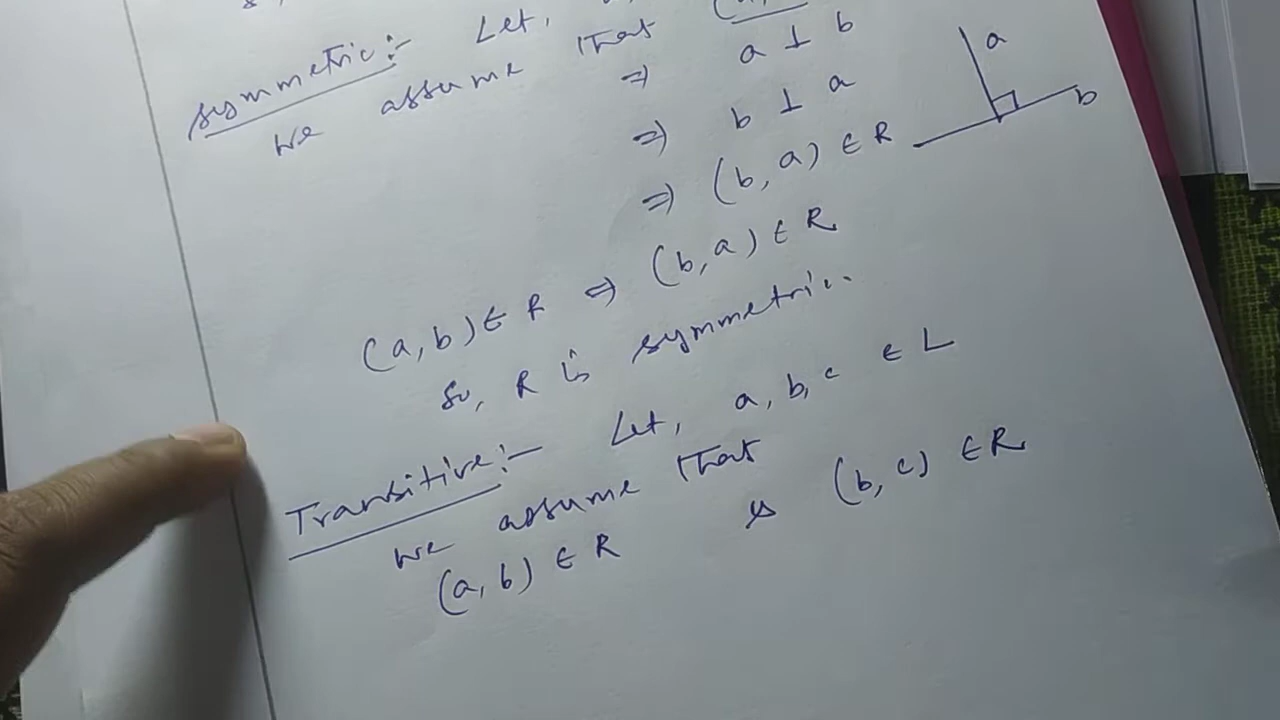 Symmetric :- Let,
We assume that
⇒ a ⊥ b
⇒ b ⊥ a
⇒ (b, a) ∈ R
(a, b) ∈ R ⇒ (b, a) ∈ R
So, R is symmetric.
Transitive :- Let, a, b, c ∈ L
We assume that
(a, b) ∈ R & (b, c) ∈ R
a
b